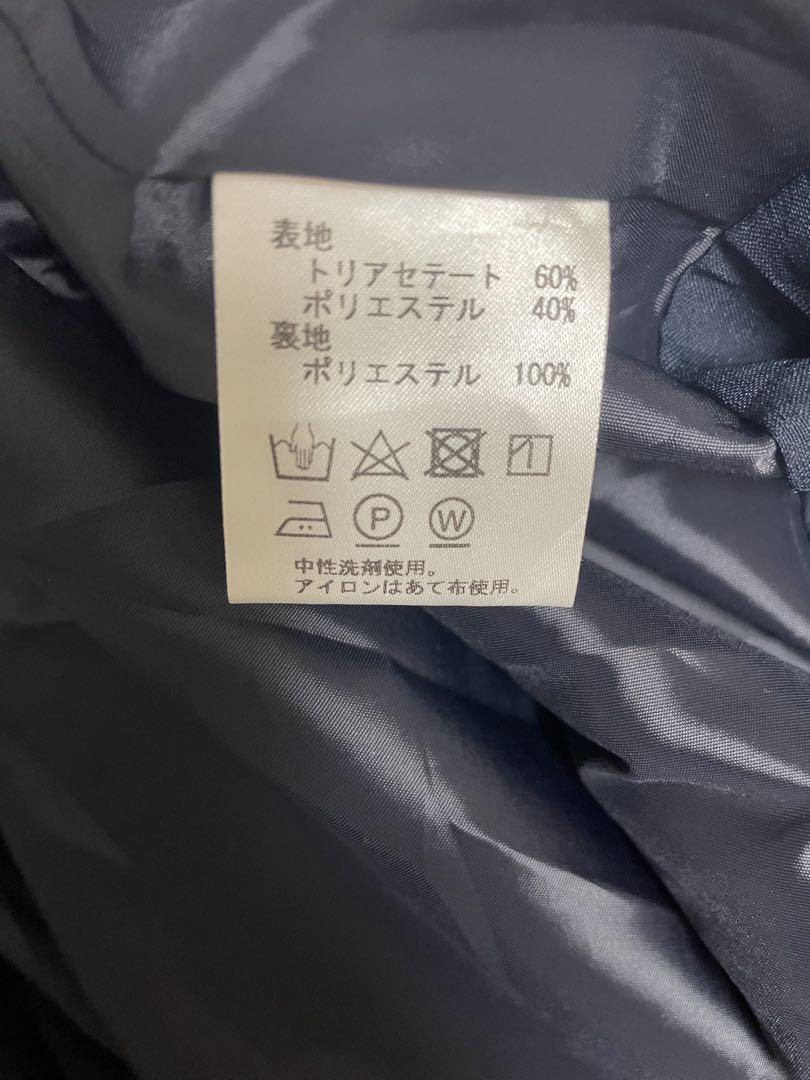 表地
トリアセテート 60%
ポリエステル 40%
裏地
ポリエステル 100%
P W
中性洗剤使用。
アイロンはあて布使用。